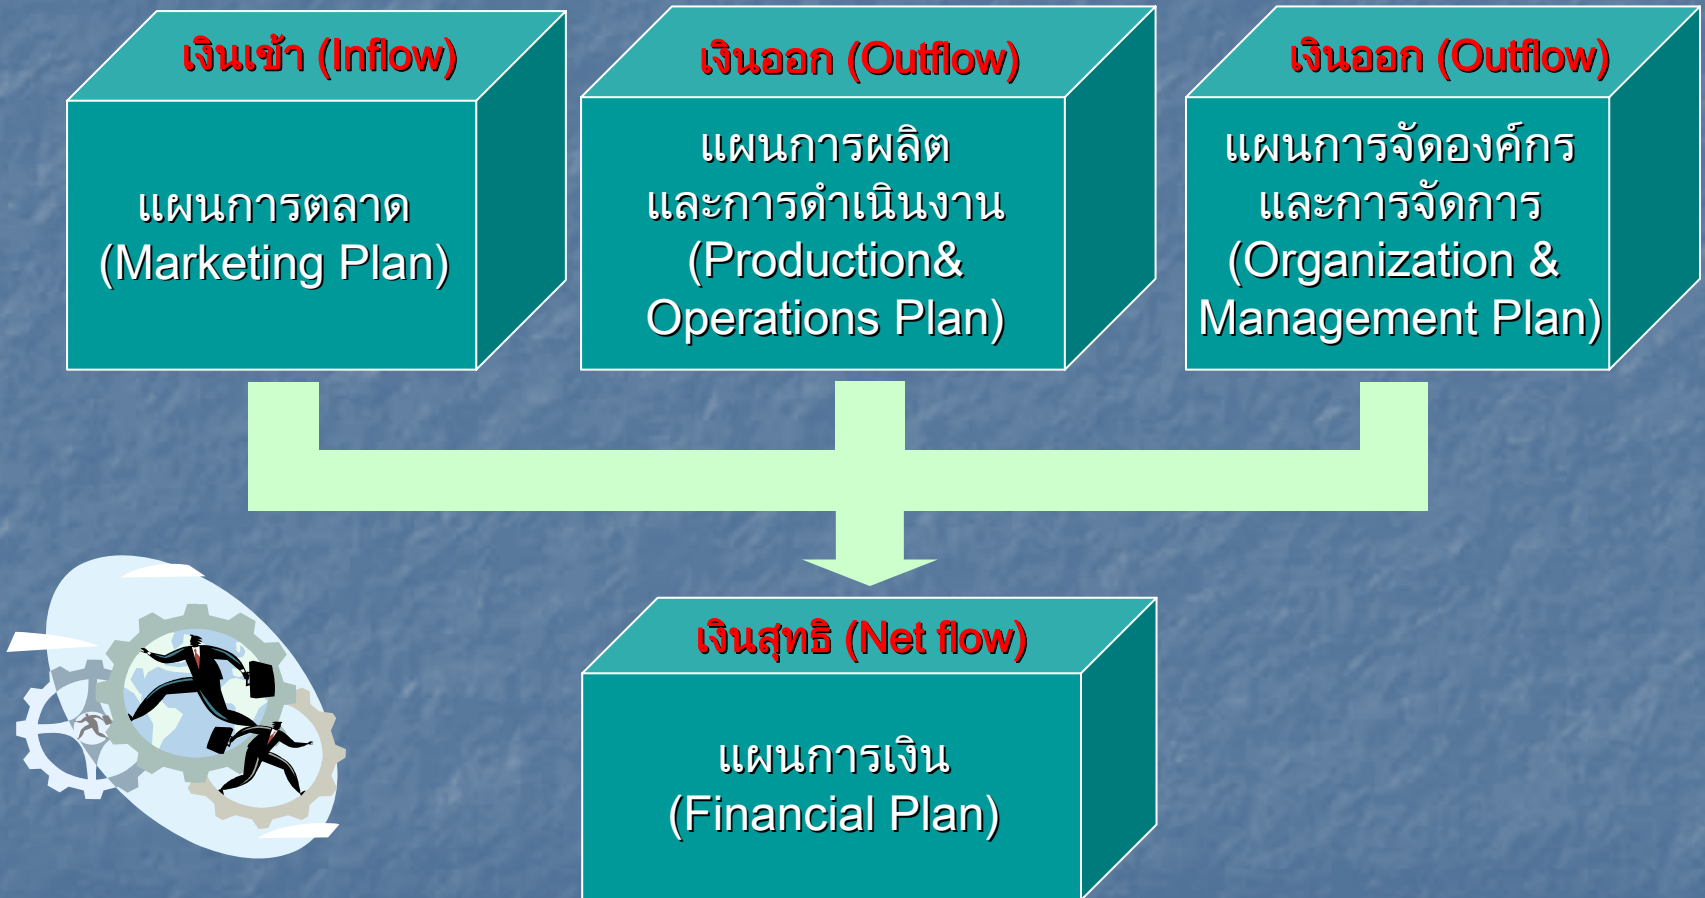 เงินเข้า (Inflow)
แผนการตลาด
(Marketing Plan)
เงินออก (Outflow)
แผนการผลิต
และการดำเนินงาน
(Production&
Operations Plan)
เงินออก (Outflow)
แผนการจัดองค์กร
และการจัดการ
(Organization &
Management Plan)
เงินสุทธิ (Net flow)
แผนการเงิน
(Financial Plan)